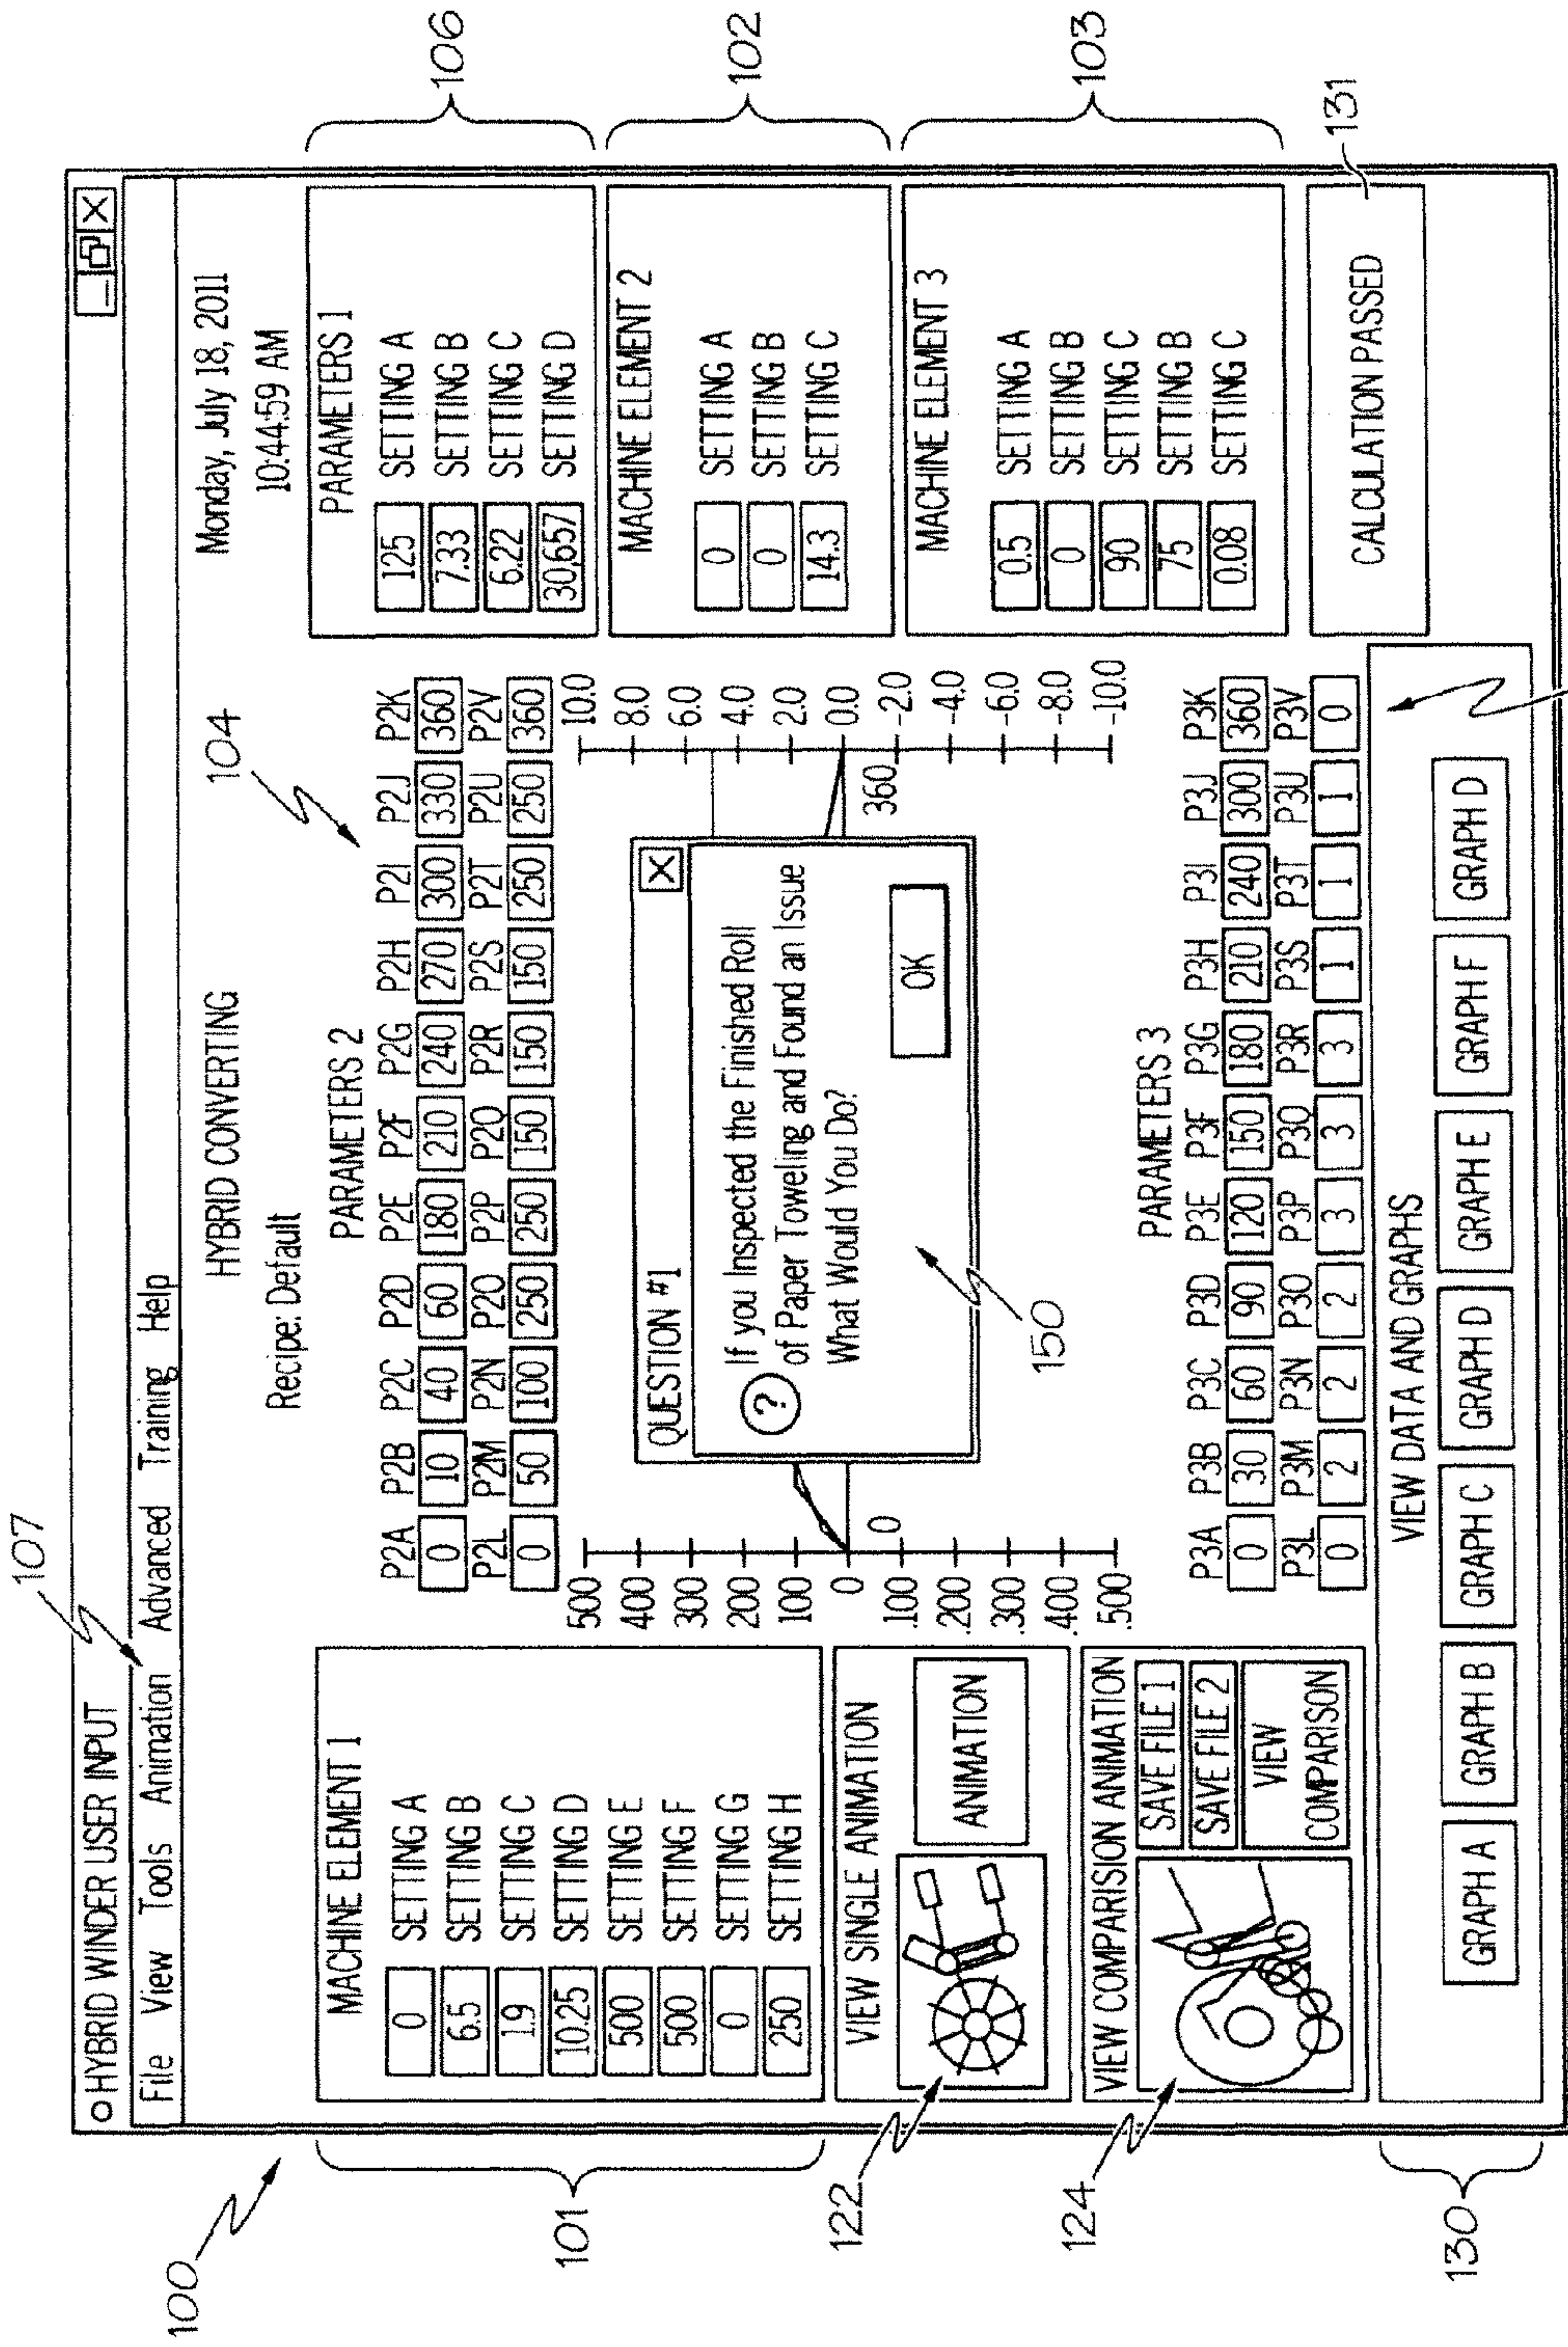 107
100
HYBRID WINDER USER INPUT
File View Tools Animation Advanced Training Help
HYBRID CONVERTING
Monday, July 18, 2011
10:44:59 AM
Recipe: Default
MACHINE ELEMENT 1
0 SETTING A
6.5 SETTING B
1.9 SETTING C
10.25 SETTING D
500 SETTING E
500 SETTING F
0 SETTING G
250 SETTING H
101
VIEW SINGLE ANIMATION
ANIMATION
122
VIEW COMPARISION ANIMATION
SAVE FILE 1
SAVE FILE 2
VIEW
COMPARISON
124
104
PARAMETERS 2
P2A P2B P2C P2D P2E P2F P2G P2H P2I P2J P2K
0 10 40 60 180 210 240 270 300 330 360
P2L P2M P2N P2O P2P P2Q P2R P2S P2T P2U P2V
0 50 100 250 250 150 150 150 250 250 360
500
400
300
200
100
0
.100
.200
.300
.400
.500
0
360
10.0
8.0
6.0
4.0
2.0
0.0
-2.0
-4.0
-6.0
-8.0
-10.0
QUESTION #1
X
?
If you Inspected the Finished Roll
of Paper Toweling and Found an Issue
What Would You Do?
OK
150
PARAMETERS 3
P3A P3B P3C P3D P3E P3F P3G P3H P3I P3J P3K
0 30 60 90 120 150 180 210 240 300 360
P3L P3M P3N P3O P3P P3Q P3R P3S P3T P3U P3V
0 2 2 2 3 3 3 1 1 1 0
PARAMETERS 1
125 SETTING A
7.33 SETTING B
6.22 SETTING C
30,657 SETTING D
106
MACHINE ELEMENT 2
0 SETTING A
0 SETTING B
14.3 SETTING C
102
MACHINE ELEMENT 3
0.5 SETTING A
0 SETTING B
90 SETTING C
75 SETTING B
0.08 SETTING C
103
CALCULATION PASSED
131
VIEW DATA AND GRAPHS
GRAPH A GRAPH B GRAPH C GRAPH D GRAPH E GRAPH F GRAPH D
130